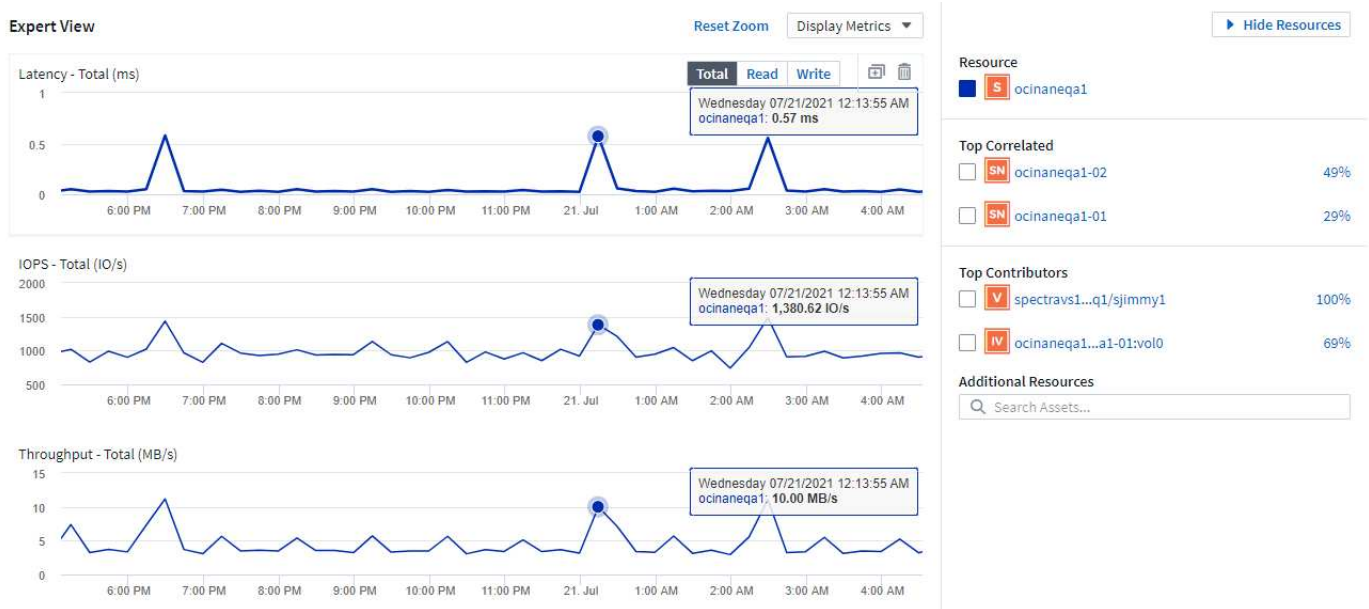 Expert View
Reset Zoom
Display Metrics
Hide Resources
Latency - Total (ms)
Total Read Write
1
0.5
0
Wednesday 07/21/2021 12:13:55 AM
ocinaneqa1: 0.57 ms
6:00 PM 7:00 PM 8:00 PM 9:00 PM 10:00 PM 11:00 PM 21. Jul 1:00 AM 2:00 AM 3:00 AM 4:00 AM
IOPS - Total (IO/s)
2000
1500
1000
500
Wednesday 07/21/2021 12:13:55 AM
ocinaneqa1: 1,380.62 IO/s
6:00 PM 7:00 PM 8:00 PM 9:00 PM 10:00 PM 11:00 PM 21. Jul 1:00 AM 2:00 AM 3:00 AM 4:00 AM
Throughput - Total (MB/s)
15
10
5
0
Wednesday 07/21/2021 12:13:55 AM
ocinaneqa1: 10.00 MB/s
6:00 PM 7:00 PM 8:00 PM 9:00 PM 10:00 PM 11:00 PM 21. Jul 1:00 AM 2:00 AM 3:00 AM 4:00 AM
Resource
S ocinaneqa1
Top Correlated
SN ocinaneqa1-02 49%
SN ocinaneqa1-01 29%
Top Contributors
V spectravs1...q1/sjimmy1 100%
IV ocinaneqa1...a1-01:vol0 69%
Additional Resources
Search Assets...